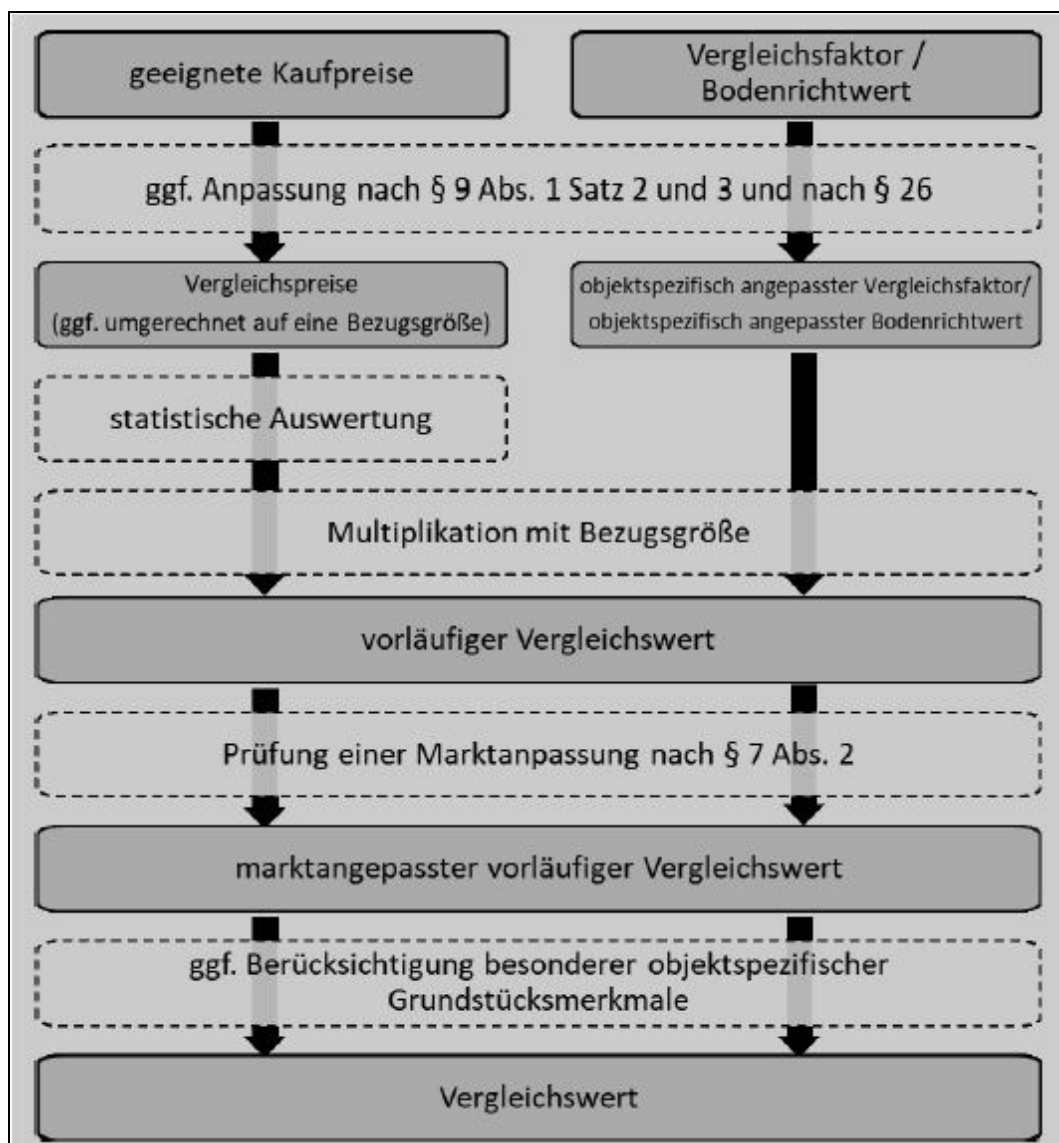 geeignete Kaufpreise
Vergleichsfaktor /
Bodenrichtwert
ggf. Anpassung nach § 9 Abs. 1 Satz 2 und 3 und nach § 26
Vergleichspreise
(ggf. umgerechnet auf eine Bezugsgröße)
objektspezifisch angepasster Vergleichsfaktor/
objektspezifisch angepasster Bodenrichtwert
statistische Auswertung
Multiplikation mit Bezugsgröße
vorläufiger Vergleichswert
Prüfung einer Marktanpassung nach § 7 Abs. 2
marktangepasster vorläufiger Vergleichswert
ggf. Berücksichtigung besonderer objektspezifischer
Grundstücksmerkmale
Vergleichswert